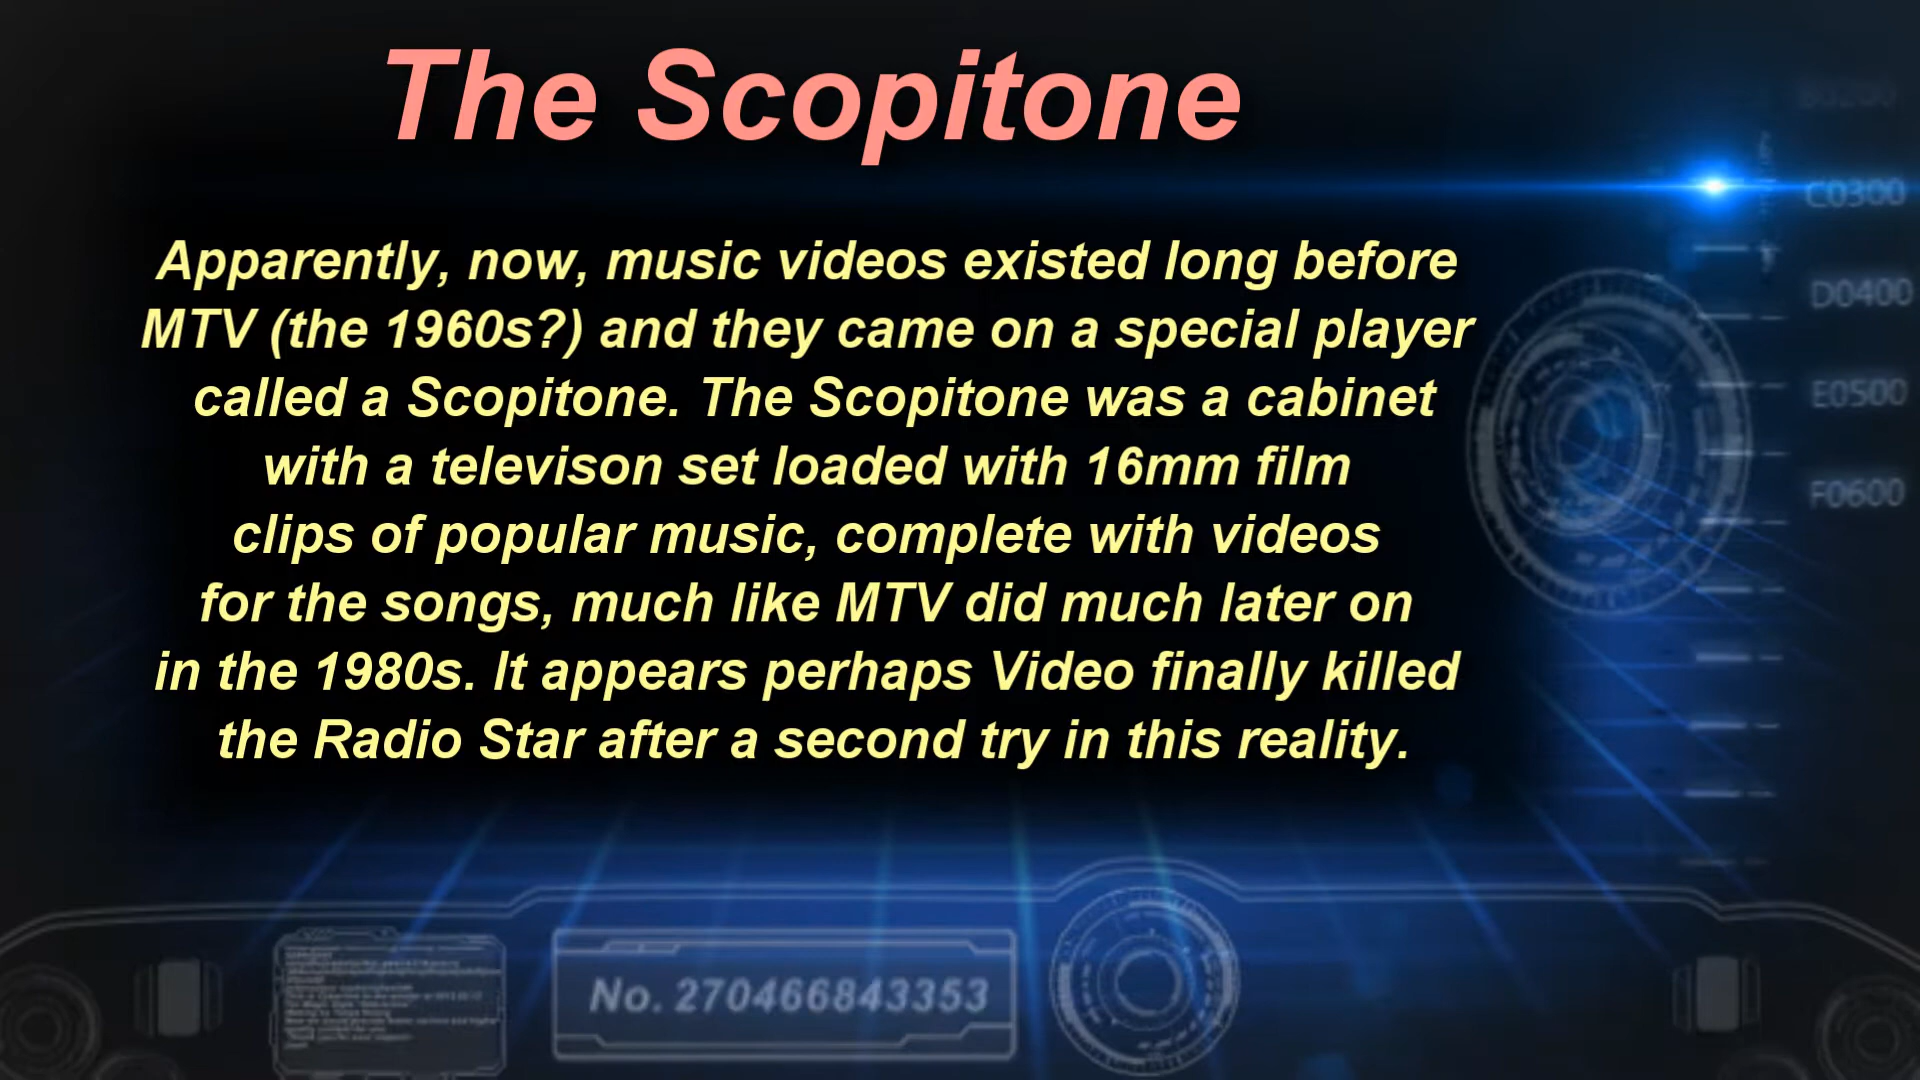 The Scopitone
Apparently, now, music videos existed long before
MTV (the 1960s?) and they came on a special player
called a Scopitone. The Scopitone was a cabinet
with a televison set loaded with 16mm film
clips of popular music, complete with videos
for the songs, much like MTV did much later on
in the 1980s. It appears perhaps Video finally killed
the Radio Star after a second try in this reality.
C0300
D0400
E0500
F0600
No. 270466843353